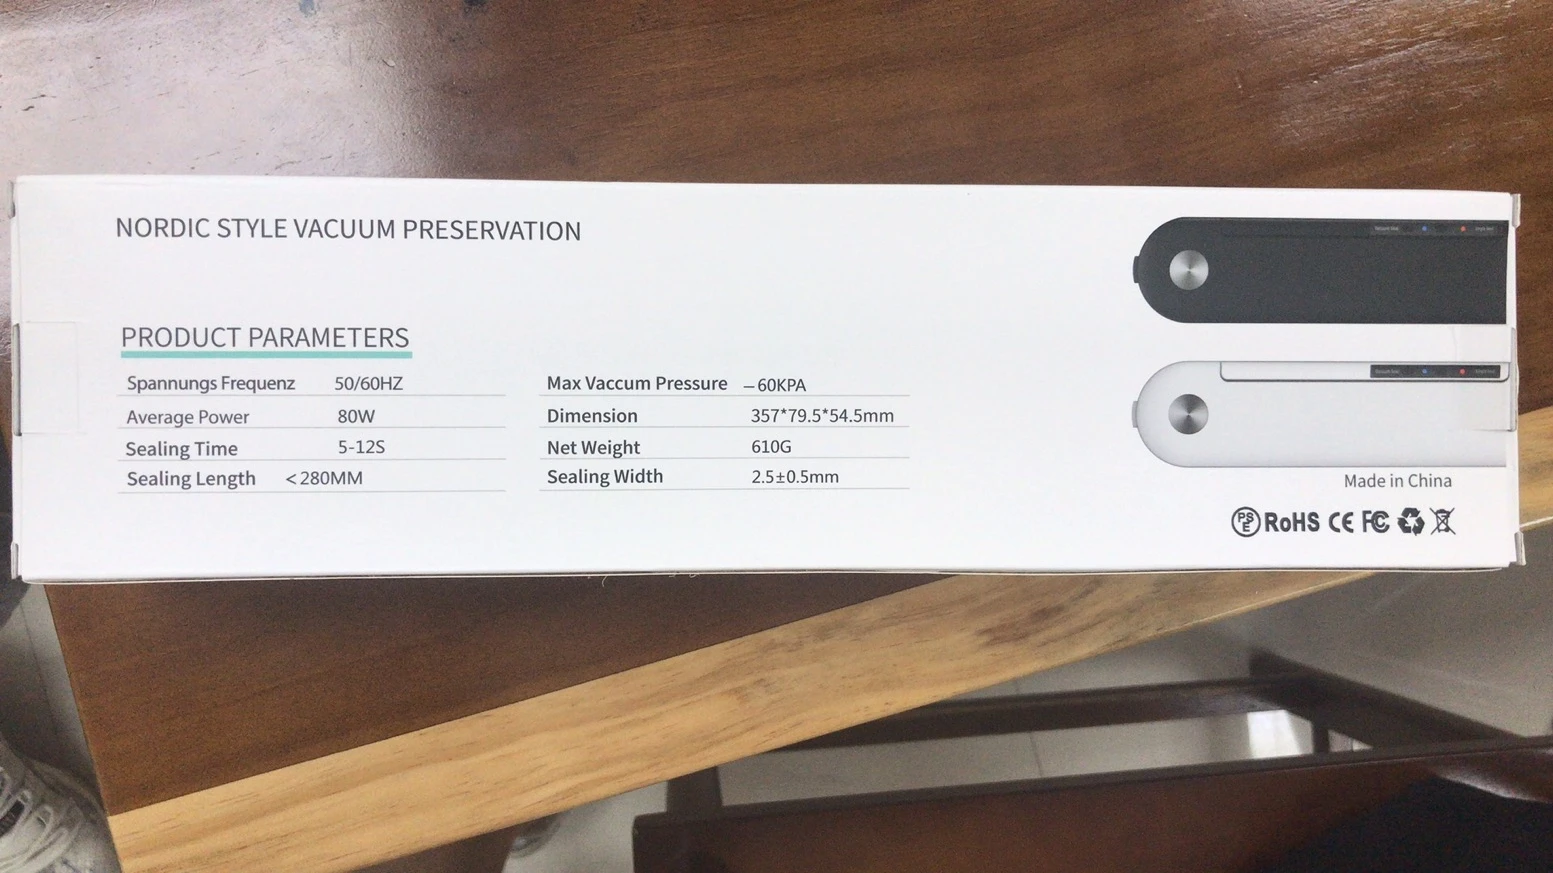 NORDIC STYLE VACUUM PRESERVATION
PRODUCT PARAMETERS
Spannungs Frequenz 50/60HZ
Average Power 80W
Sealing Time 5-12S
Sealing Length <280MM
Max Vaccum Pressure –60KPA
Dimension 357*79.5*54.5mm
Net Weight 610G
Sealing Width 2.5±0.5mm
Made in China
PSE RoHS CE FC